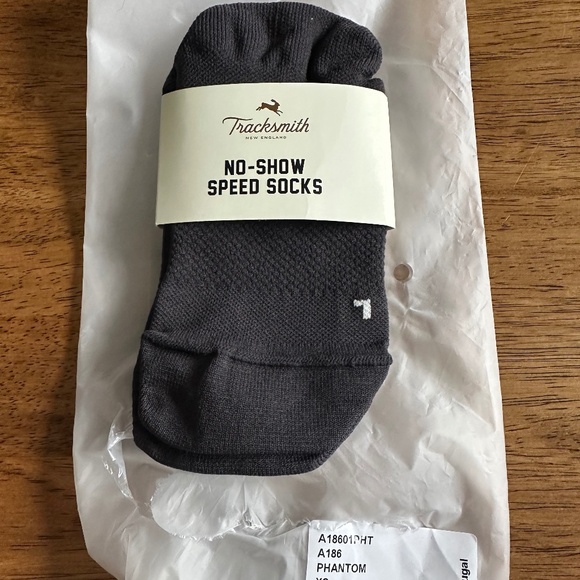 Tracksmith
NEW ENGLAND
NO-SHOW
SPEED SOCKS
L
A18601PHT
A186
PHANTOM